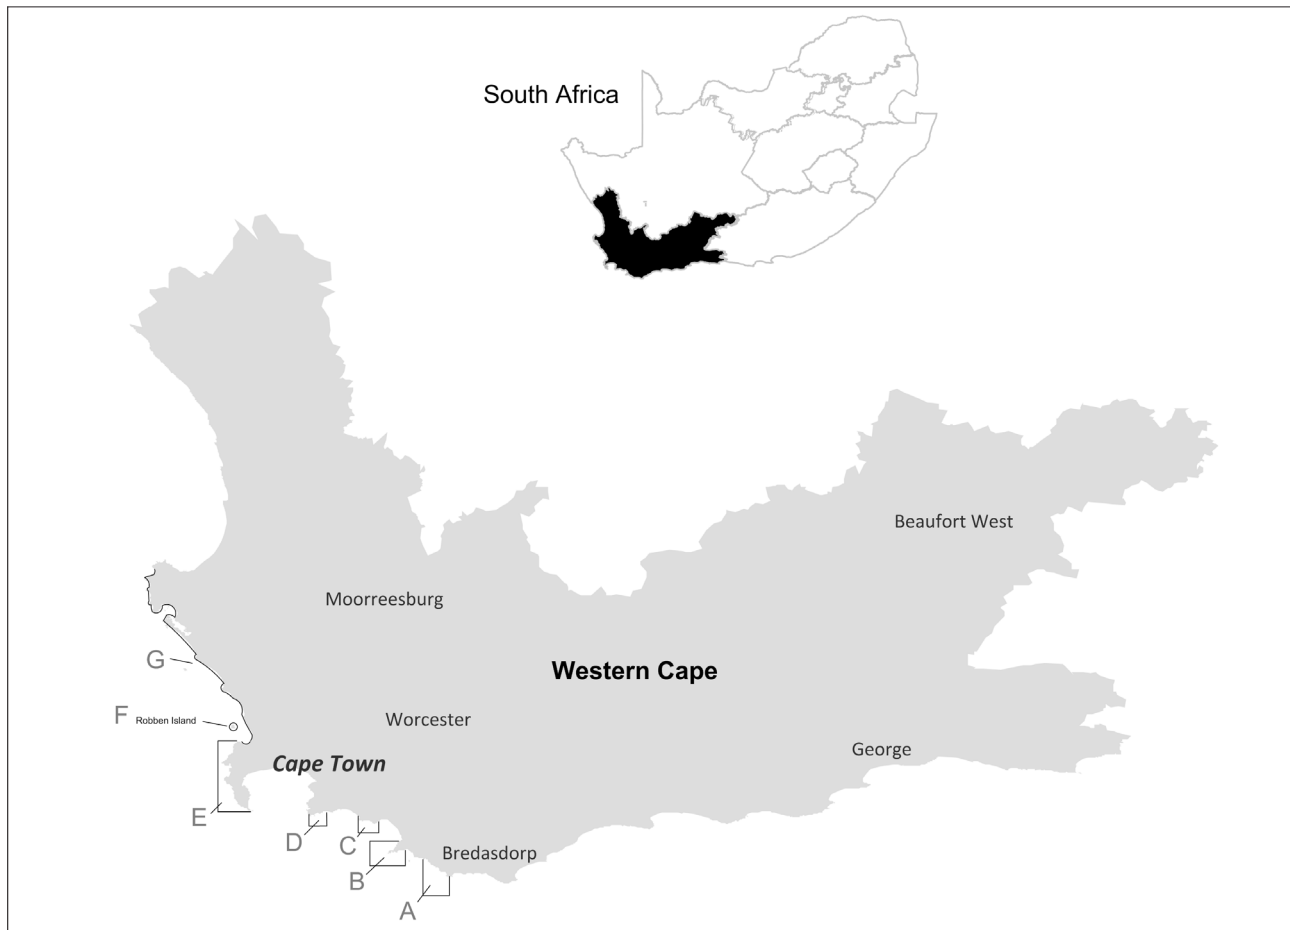 South Africa
Beaufort West
Moorreesburg
G
Western Cape
F
Robben Island
Worcester
George
Cape Town
E
D
C
Bredasdorp
B
A